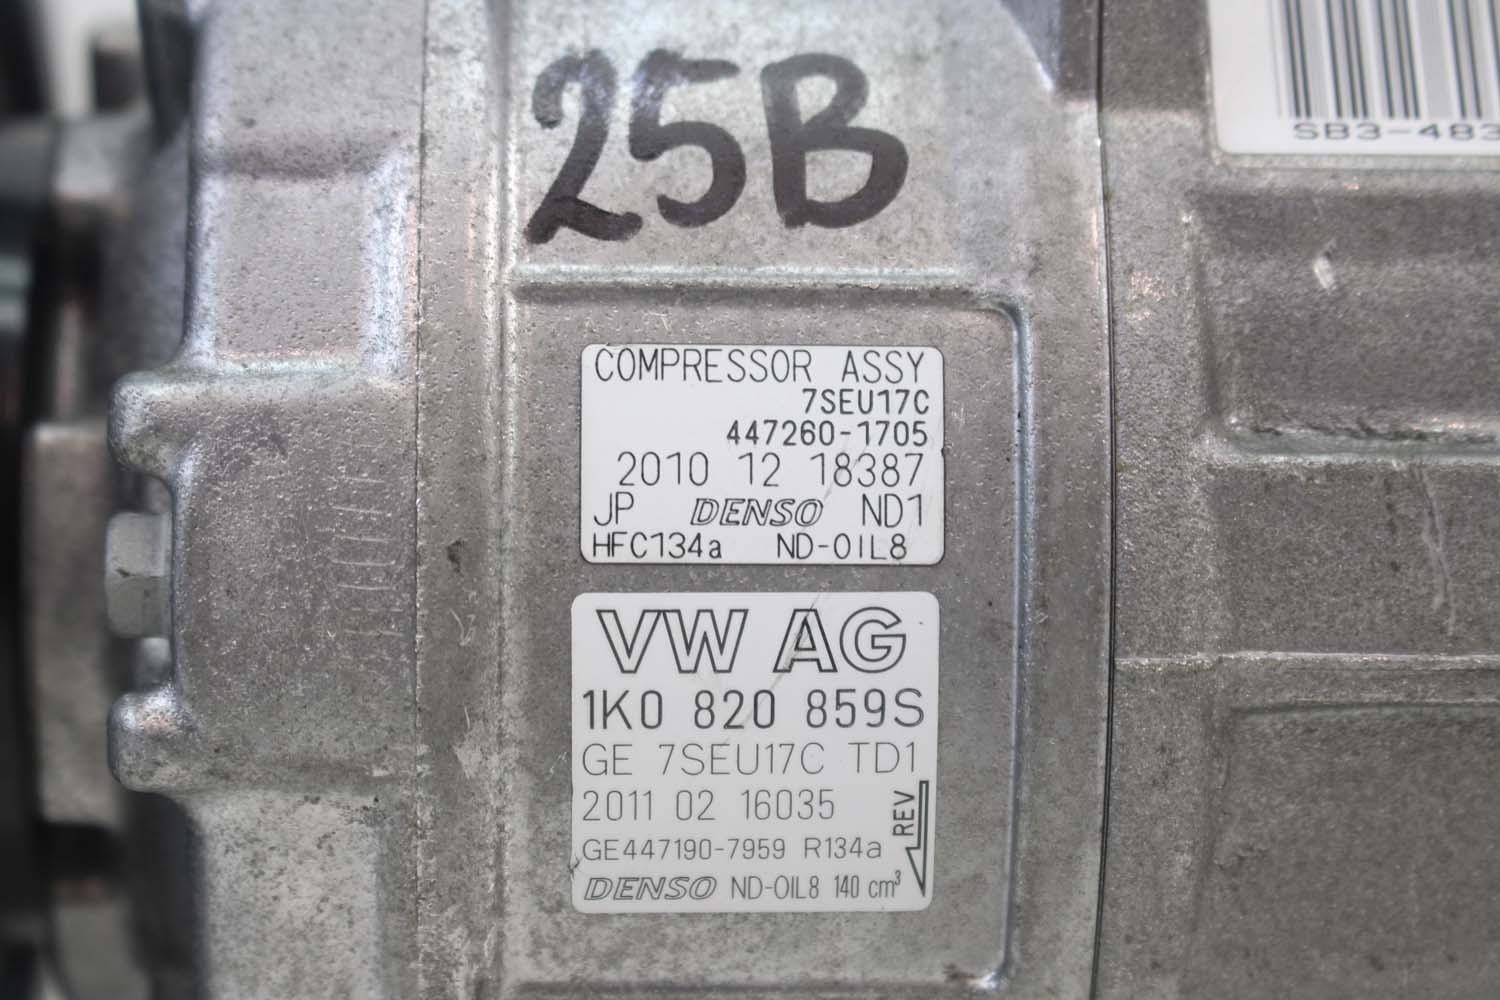 25B
SB3-483
COMPRESSOR ASSY
7SEU17C
447260-1705
2010 12 18387
JP DENSO ND1
HFC134a ND-OIL8
VW AG
1K0 820 859S
GE 7SEU17C TD1
2011 02 16035
REV
GE447190-7959 R134a
DENSO ND-OIL8 140 cm³